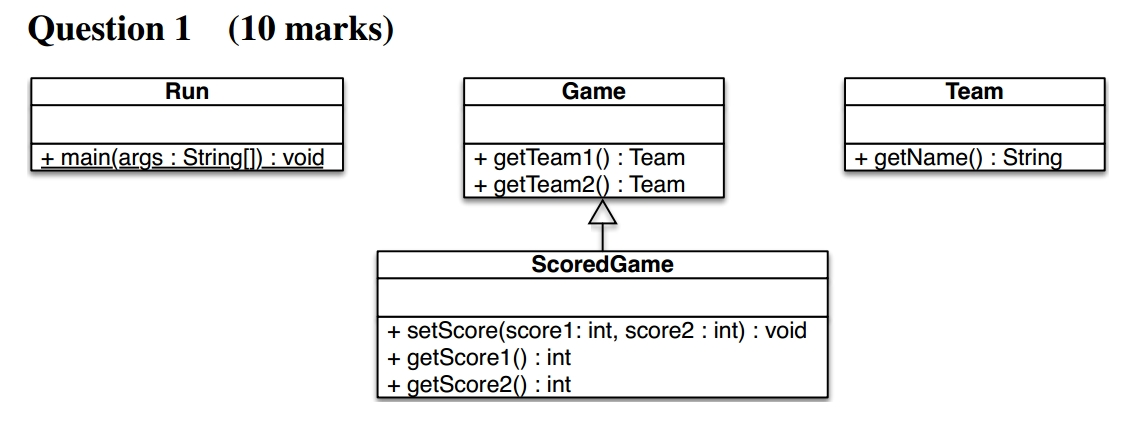 Question 1 (10 marks)
Run
+ main(args : String[]) : void
Game
+ getTeam1() : Team
+ getTeam2() : Team
Team
+ getName() : String
ScoredGame
+ setScore(score1: int, score2 : int) : void
+ getScore1() : int
+ getScore2() : int